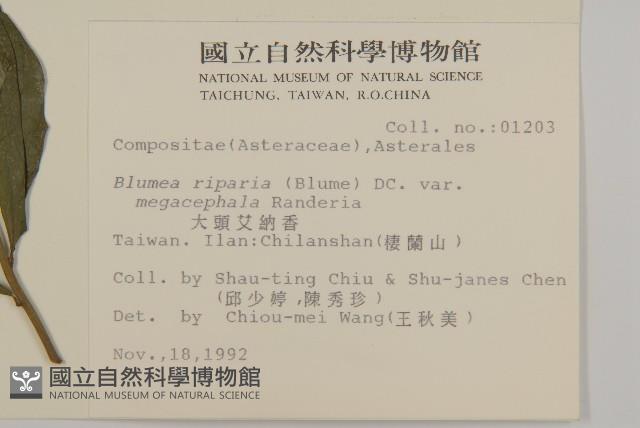 國立自然科學博物館
NATIONAL MUSEUM OF NATURAL SCIENCE
TAICHUNG, TAIWAN, R.O.CHINA
Coll. no.:01203
Compositae(Asteraceae),Asterales
Blumea riparia (Blume) DC. var.
megacephala Randeria
大頭艾納香
Taiwan. Ilan:Chilanshan(棲蘭山)
Coll. by Shau-ting Chiu & Shu-janes Chen
(邱少婷,陳秀珍)
Det. by Chiou-mei Wang(王秋美)
Nov.,18,1992
國立自然科學博物館
NATIONAL MUSEUM OF NATURAL SCIENCE